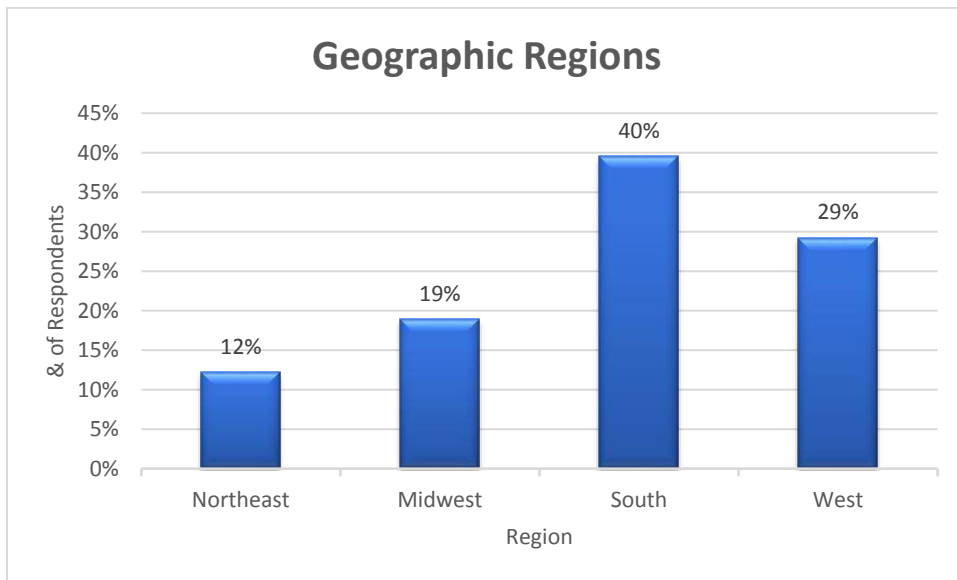 Geographic Regions
45%
40%
35%
30%
25%
20%
15%
10%
5%
0%
& of Respondents
12%
19%
40%
29%
Northeast
Midwest
South
West
Region